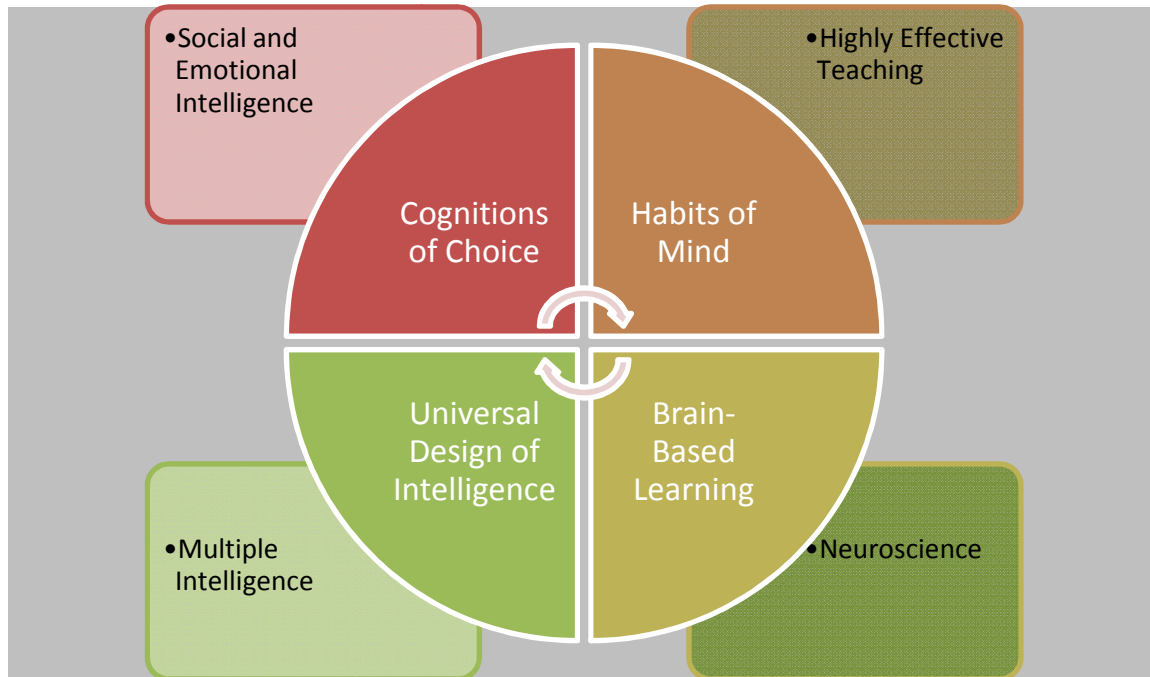 •Social and
Emotional
Intelligence
•Highly Effective
Teaching
Cognitions
of Choice
Habits of
Mind
Universal
Design of
Intelligence
Brain-
Based
Learning
•Multiple
Intelligence
•Neuroscience